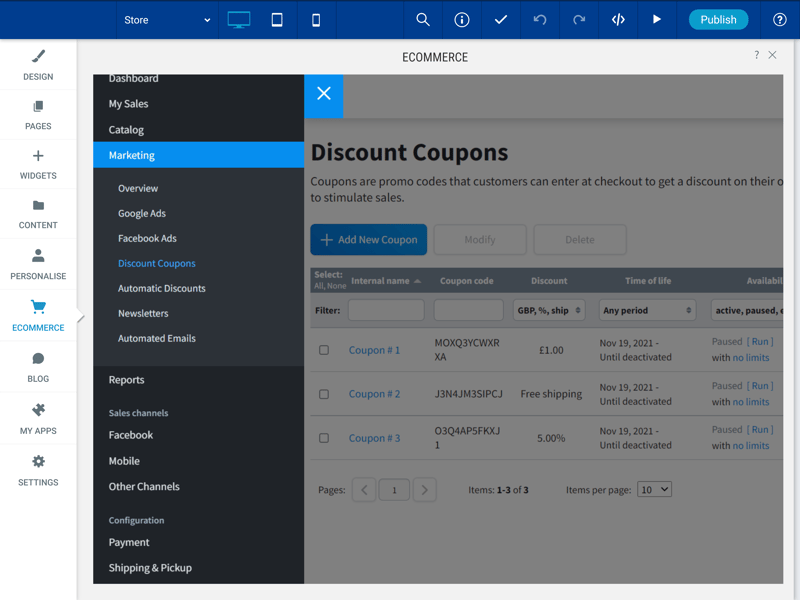 Store
Publish
ECOMMERCE
DESIGN
PAGES
WIDGETS
CONTENT
PERSONALISE
ECOMMERCE
BLOG
MY APPS
SETTINGS
Dashboard
My Sales
Catalog
Marketing
Overview
Google Ads
Facebook Ads
Discount Coupons
Automatic Discounts
Newsletters
Automated Emails
Reports
Sales channels
Facebook
Mobile
Other Channels
Configuration
Payment
Shipping & Pickup
Discount Coupons
Coupons are promo codes that customers can enter at checkout to get a discount on their o
to stimulate sales.
Add New Coupon Modify Delete
Select:
All, None Internal name Coupon code Discount Time of life Availabil
Filter: GBP, %, ship Any period active, paused, e
Coupon # 1 MOXQ3YCWXR
XA £1.00 Nov 19, 2021 -
Until deactivated Paused [ Run ]
with no limits
Coupon # 2 J3N4JM3SIPCJ Free shipping Nov 19, 2021 -
Until deactivated Paused [ Run ]
with no limits
Coupon # 3 O3Q4AP5FKXJ
1 5.00% Nov 19, 2021 -
Until deactivated Paused [ Run ]
with no limits
Pages: 1 Items: 1-3 of 3 Items per page: 10